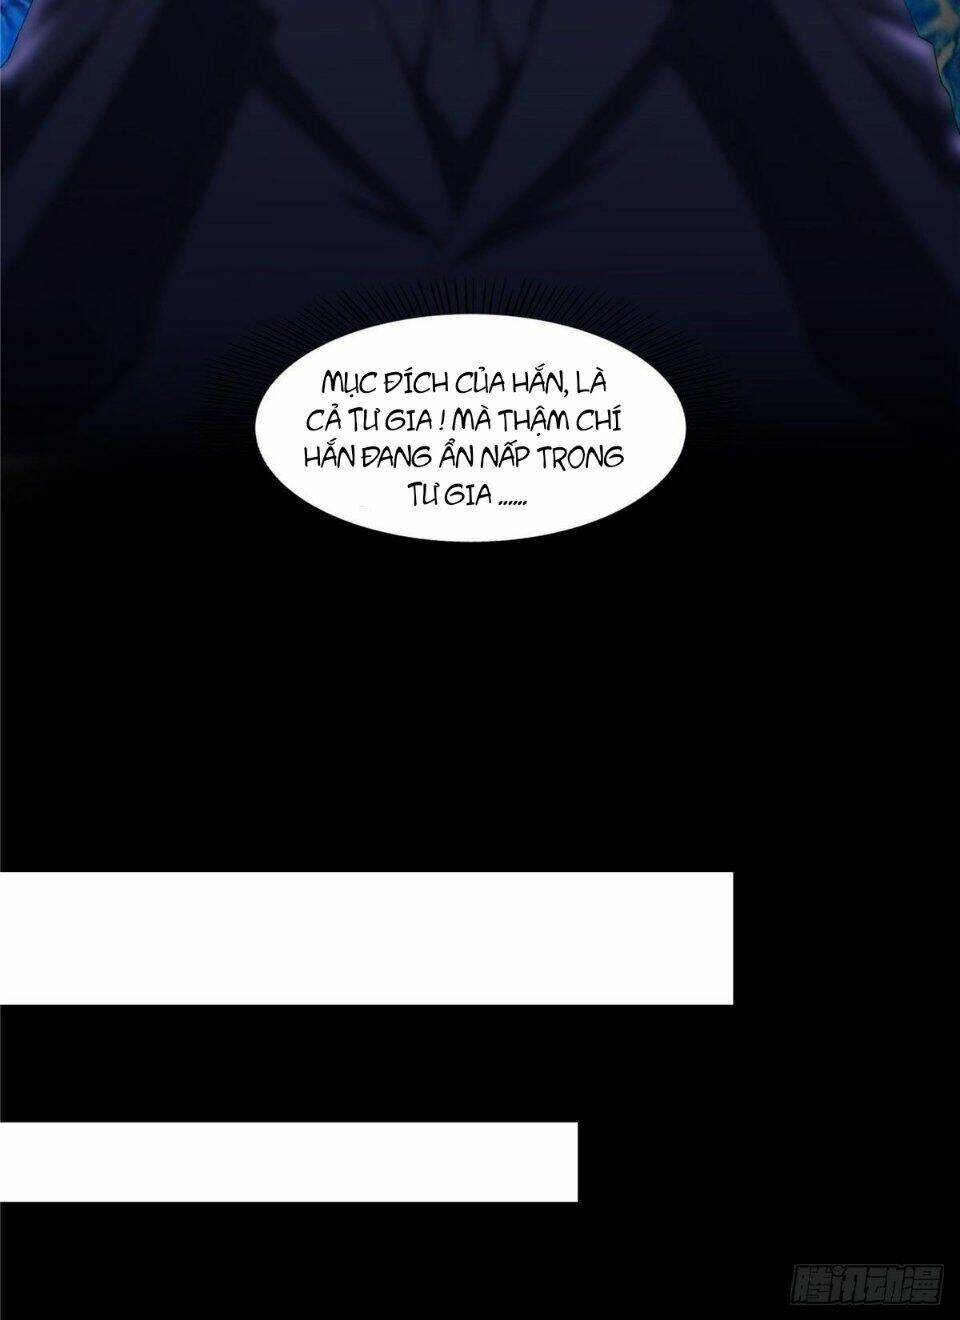 MỤC ĐÍCH CỦA HẮN, LÀ
CẢ TƯ GIA ! MÀ THẬM CHÍ
HẮN ĐANG ẨN NẤP TRONG
TƯ GIA ......
腾讯动漫